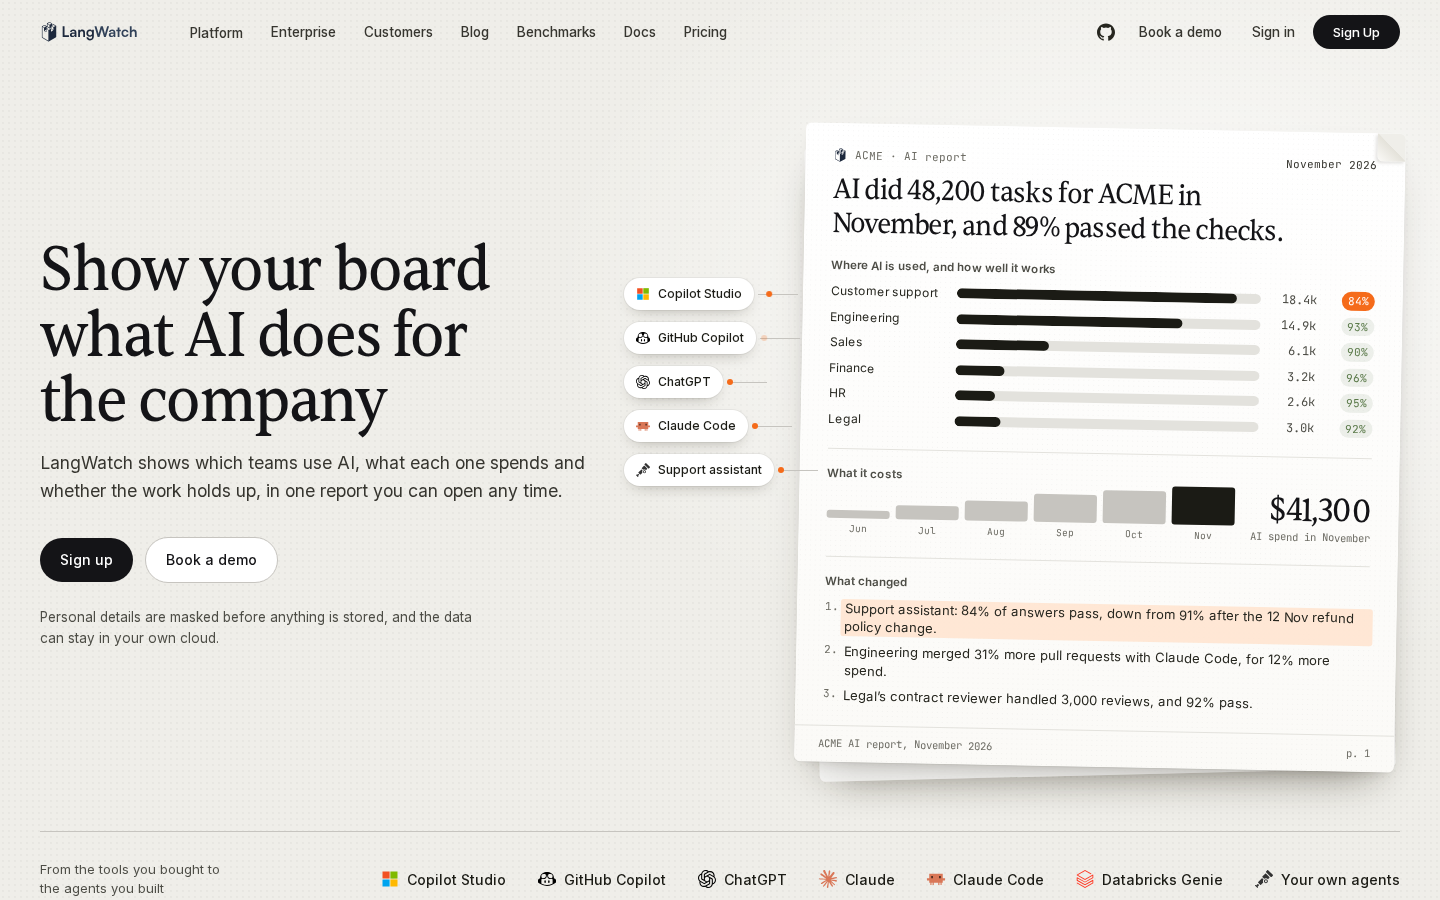 LangWatch
Platform
Enterprise
Customers
Blog
Benchmarks
Docs
Pricing
Book a demo
Sign in
Sign Up
Show your board
what AI does for
the company
LangWatch shows which teams use AI, what each one spends and
whether the work holds up, in one report you can open any time.
Sign up
Book a demo
Personal details are masked before anything is stored, and the data
can stay in your own cloud.
Copilot Studio
GitHub Copilot
ChatGPT
Claude Code
Support assistant
ACME · AI report
November 2026
AI did 48,200 tasks for ACME in
November, and 89% passed the checks.
Where AI is used, and how well it works
Customer support 18.4k 84%
Engineering 14.9k 93%
Sales 6.1k 90%
Finance 3.2k 96%
HR 2.6k 95%
Legal 3.0k 92%
What it costs
Jun Jul Aug Sep Oct Nov
$41,300
AI spend in November
What changed
1. Support assistant: 84% of answers pass, down from 91% after the 12 Nov refund
policy change.
2. Engineering merged 31% more pull requests with Claude Code, for 12% more
spend.
3. Legal’s contract reviewer handled 3,000 reviews, and 92% pass.
ACME AI report, November 2026
p. 1
From the tools you bought to
the agents you built
Copilot Studio
GitHub Copilot
ChatGPT
Claude
Claude Code
Databricks Genie
Your own agents